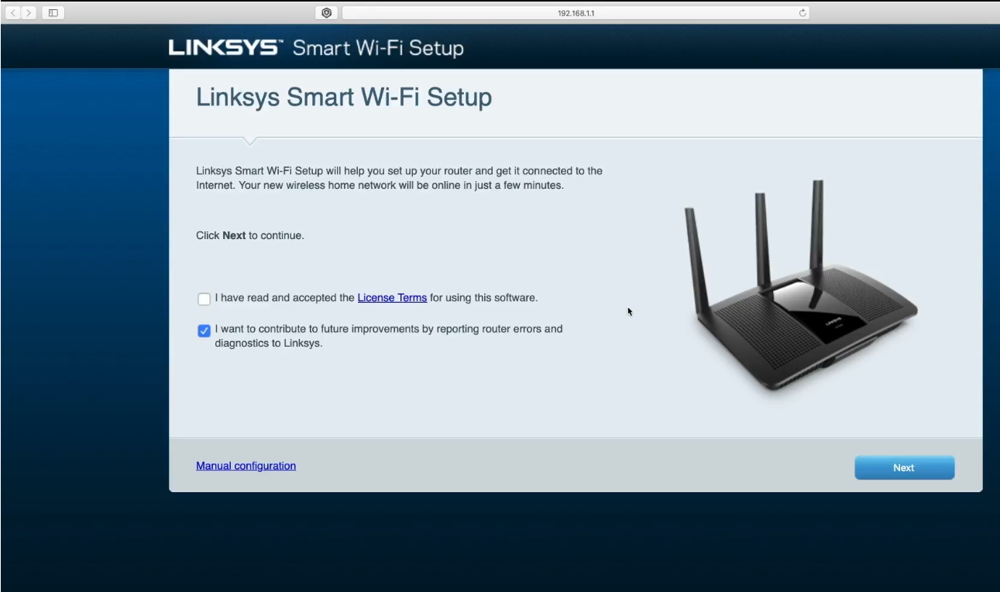 192.168.1.1
LINKSYS™ Smart Wi-Fi Setup
Linksys Smart Wi-Fi Setup
Linksys Smart Wi-Fi Setup will help you set up your router and get it connected to the
Internet. Your new wireless home network will be online in just a few minutes.
Click Next to continue.
I have read and accepted the License Terms for using this software.
I want to contribute to future improvements by reporting router errors and
diagnostics to Linksys.
LINKSYS
Manual configuration
Next